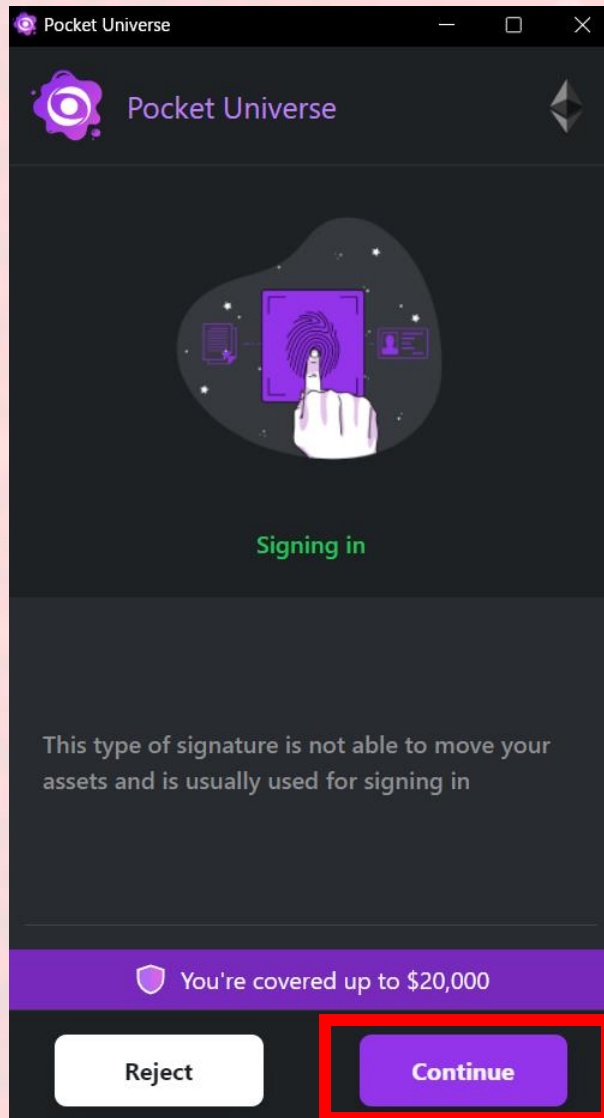 Pocket Universe
Pocket Universe
Signing in
This type of signature is not able to move your
assets and is usually used for signing in
You're covered up to $20,000
Reject
Continue